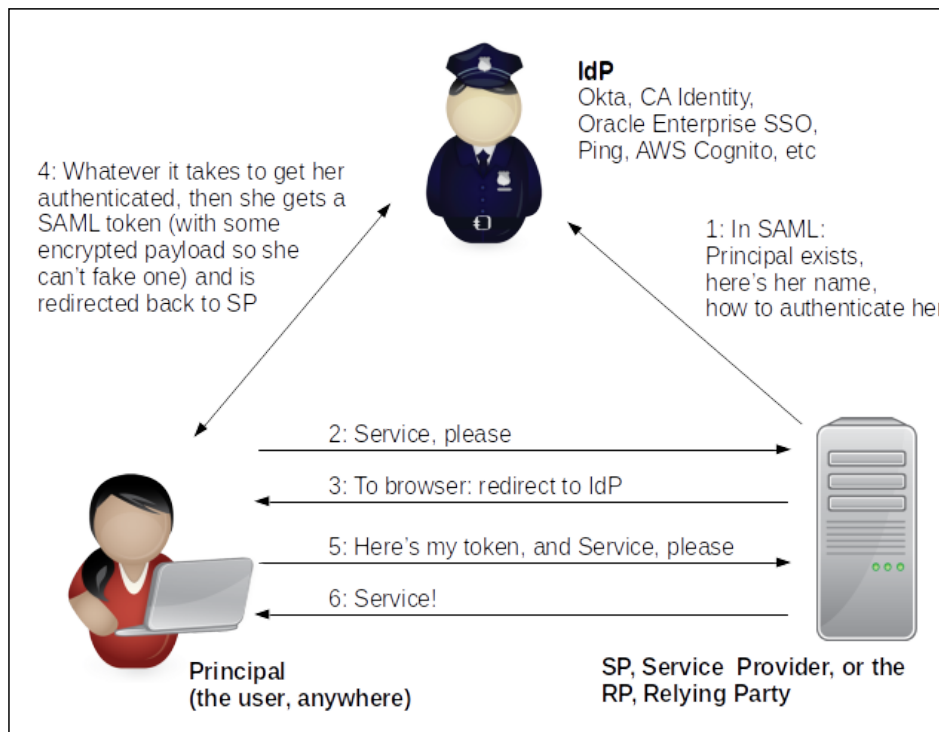 IdP
Okta, CA Identity,
Oracle Enterprise SSO,
Ping, AWS Cognito, etc
4: Whatever it takes to get her
authenticated, then she gets a
SAML token (with some
encrypted payload so she
can't fake one) and is
redirected back to SP
1: In SAML:
Principal exists,
here's her name,
how to authenticate her
2: Service, please
3: To browser: redirect to IdP
5: Here's my token, and Service, please
6: Service!
Principal
(the user, anywhere)
SP, Service Provider, or the
RP, Relying Party